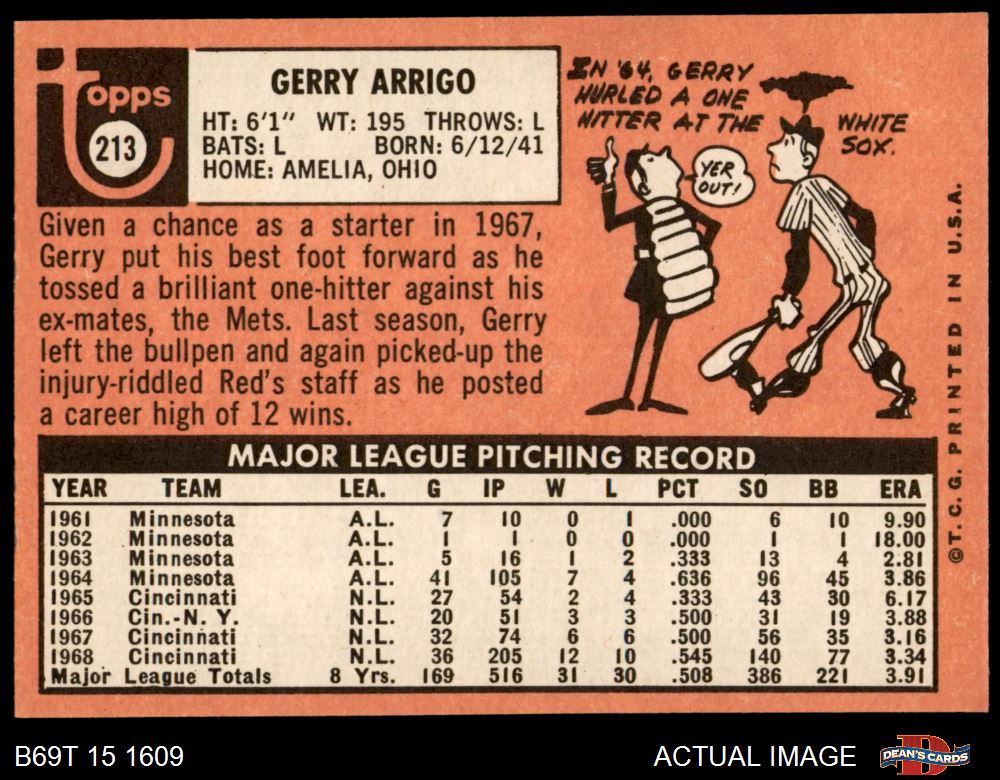 Topps
213
GERRY ARRIGO
HT: 6'1" WT: 195 THROWS: L
BATS: L BORN: 6/12/41
HOME: AMELIA, OHIO
IN '64, GERRY
HURLED A ONE
HITTER AT THE
WHITE
SOX.
YER
OUT!
Given a chance as a starter in 1967,
Gerry put his best foot forward as he
tossed a brilliant one-hitter against his
ex-mates, the Mets. Last season, Gerry
left the bullpen and again picked-up the
injury-riddled Red's staff as he posted
a career high of 12 wins.
MAJOR LEAGUE PITCHING RECORD
YEAR TEAM LEA. G IP W L PCT SO BB ERA
1961 Minnesota A.L. 7 10 0 1 .000 6 10 9.90
1962 Minnesota A.L. 1 1 0 0 .000 1 1 18.00
1963 Minnesota A.L. 5 16 1 2 .333 13 4 2.81
1964 Minnesota A.L. 41 105 7 4 .636 96 45 3.86
1965 Cincinnati N.L. 27 54 2 4 .333 43 30 6.17
1966 Cin.-N. Y. N.L. 20 51 3 3 .500 31 19 3.88
1967 Cincinnati N.L. 32 74 6 6 .500 56 35 3.16
1968 Cincinnati N.L. 36 205 12 10 .545 140 77 3.34
Major League Totals 8 Yrs. 169 516 31 30 .508 386 221 3.91
©T. C. G. PRINTED IN U.S.A.
B69T 15 1609
ACTUAL IMAGE
DEAN'S CARDS